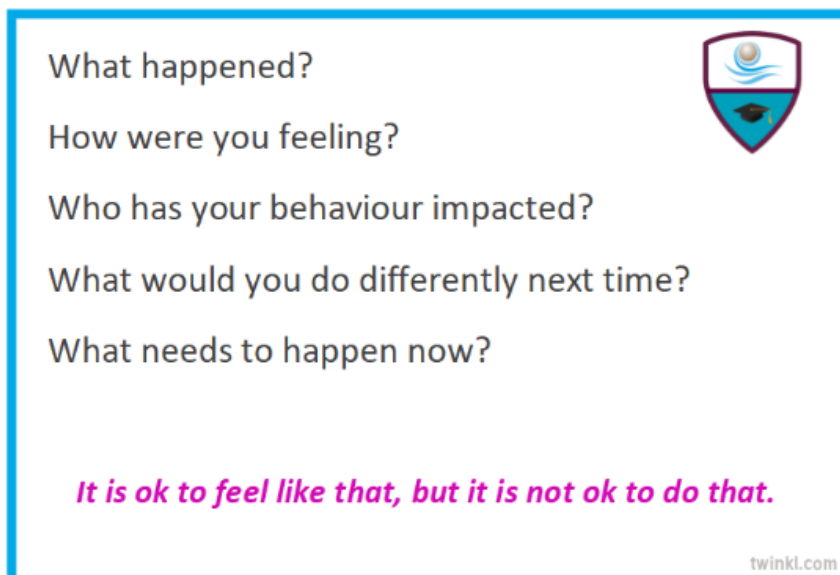 What happened?
How were you feeling?
Who has your behaviour impacted?
What would you do differently next time?
What needs to happen now?
It is ok to feel like that, but it is not ok to do that.
twinkl.com